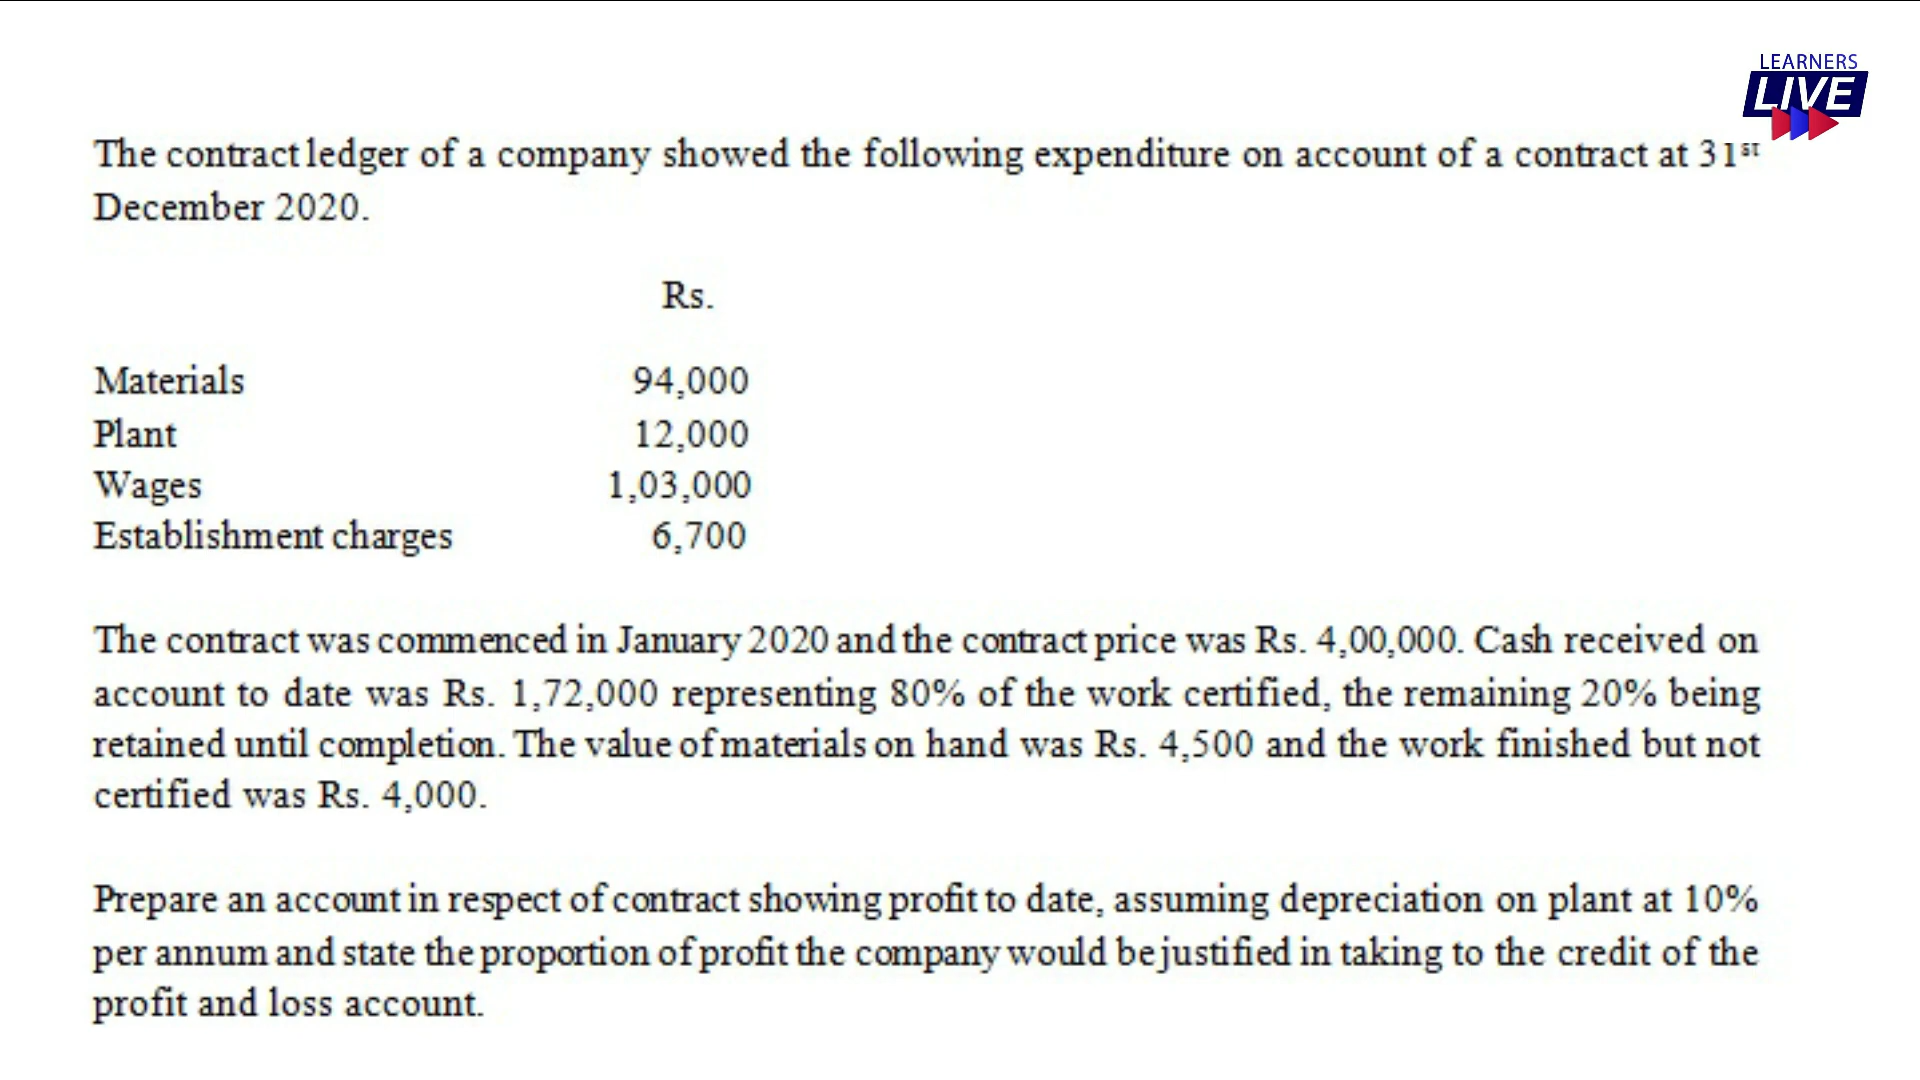 LEARNERS
LIVE
The contract ledger of a company showed the following expenditure on account of a contract at 31st
December 2020.
Rs.
Materials 94,000
Plant 12,000
Wages 1,03,000
Establishment charges 6,700
The contract was commenced in January 2020 and the contract price was Rs. 4,00,000. Cash received on
account to date was Rs. 1,72,000 representing 80% of the work certified, the remaining 20% being
retained until completion. The value of materials on hand was Rs. 4,500 and the work finished but not
certified was Rs. 4,000.
Prepare an account in respect of contract showing profit to date, assuming depreciation on plant at 10%
per annum and state the proportion of profit the company would be justified in taking to the credit of the
profit and loss account.